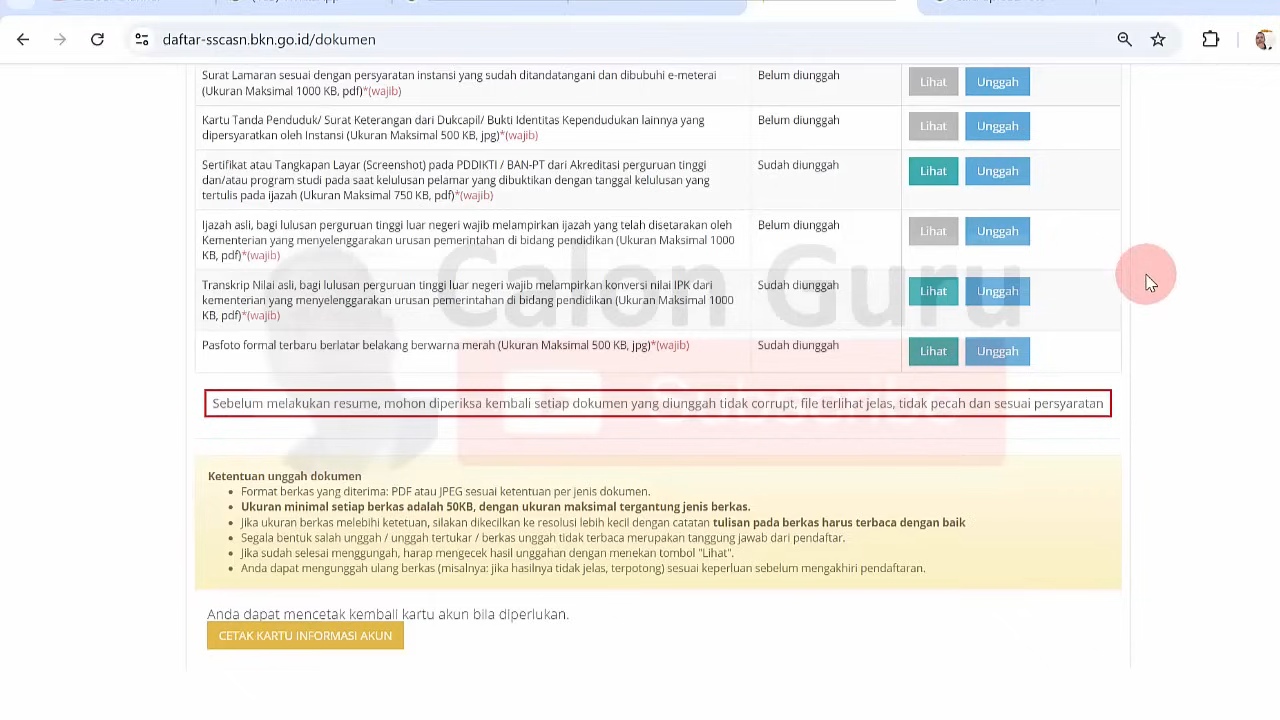 daftar-sscasn.bkn.go.id/dokumen
Surat Lamaran sesuai dengan persyaratan instansi yang sudah ditandatangani dan dibubuhi e-meterai
(Ukuran Maksimal 1000 KB, pdf)*(wajib)
Belum diunggah
Lihat
Unggah
Kartu Tanda Penduduk/ Surat Keterangan dari Dukcapil/ Bukti Identitas Kependudukan lainnya yang
dipersyaratkan oleh Instansi (Ukuran Maksimal 500 KB, jpg)*(wajib)
Belum diunggah
Lihat
Unggah
Sertifikat atau Tangkapan Layar (Screenshot) pada PDDIKTI / BAN-PT dari Akreditasi perguruan tinggi
dan/atau program studi pada saat kelulusan pelamar yang dibuktikan dengan tanggal kelulusan yang
tertulis pada ijazah (Ukuran Maksimal 750 KB, pdf)*(wajib)
Sudah diunggah
Lihat
Unggah
Ijazah asli, bagi lulusan perguruan tinggi luar negeri wajib melampirkan ijazah yang telah disetarakan oleh
Kementerian yang menyelenggarakan urusan pemerintahan di bidang pendidikan (Ukuran Maksimal 1000
KB, pdf)*(wajib)
Belum diunggah
Lihat
Unggah
Transkrip Nilai asli, bagi lulusan perguruan tinggi luar negeri wajib melampirkan konversi nilai IPK dari
kementerian yang menyelenggarakan urusan pemerintahan di bidang pendidikan (Ukuran Maksimal 1000
KB, pdf)*(wajib)
Sudah diunggah
Lihat
Unggah
Pasfoto formal terbaru berlatar belakang berwarna merah (Ukuran Maksimal 500 KB, jpg)*(wajib)
Sudah diunggah
Lihat
Unggah
Calon Guru
Subscribe
Sebelum melakukan resume, mohon diperiksa kembali setiap dokumen yang diunggah tidak corrupt, file terlihat jelas, tidak pecah dan sesuai persyaratan
Ketentuan unggah dokumen
Format berkas yang diterima: PDF atau JPEG sesuai ketentuan per jenis dokumen.
Ukuran minimal setiap berkas adalah 50KB, dengan ukuran maksimal tergantung jenis berkas.
Jika ukuran berkas melebihi ketetuan, silakan dikecilkan ke resolusi lebih kecil dengan catatan tulisan pada berkas harus terbaca dengan baik
Segala bentuk salah unggah / unggah tertukar / berkas unggah tidak terbaca merupakan tanggung jawab dari pendaftar.
Jika sudah selesai menggungah, harap mengecek hasil unggahan dengan menekan tombol "Lihat".
Anda dapat mengunggah ulang berkas (misalnya: jika hasilnya tidak jelas, terpotong) sesuai keperluan sebelum mengakhiri pendaftaran.
Anda dapat mencetak kembali kartu akun bila diperlukan.
CETAK KARTU INFORMASI AKUN